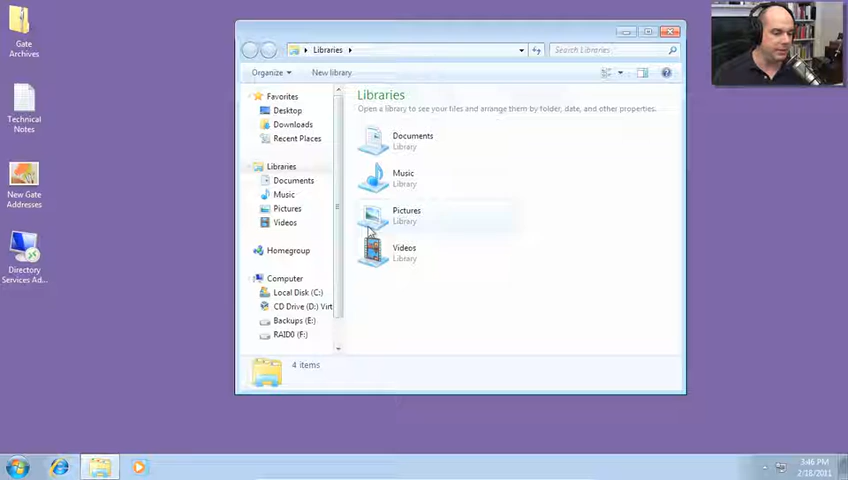 Gate
Archives
Technical
Notes
New Gate
Addresses
Directory
Services Ad...
Libraries
Search Libraries
Organize
New library
Favorites
Desktop
Downloads
Recent Places
Libraries
Documents
Music
Pictures
Videos
Homegroup
Computer
Local Disk (C:)
CD Drive (D:) Virt
Backups (E:)
RAID0 (F:)
Libraries
Open a library to see your files and arrange them by folder, date, and other properties.
Documents
Library
Music
Library
Pictures
Library
Videos
Library
4 items
3:46 PM
2/18/2011